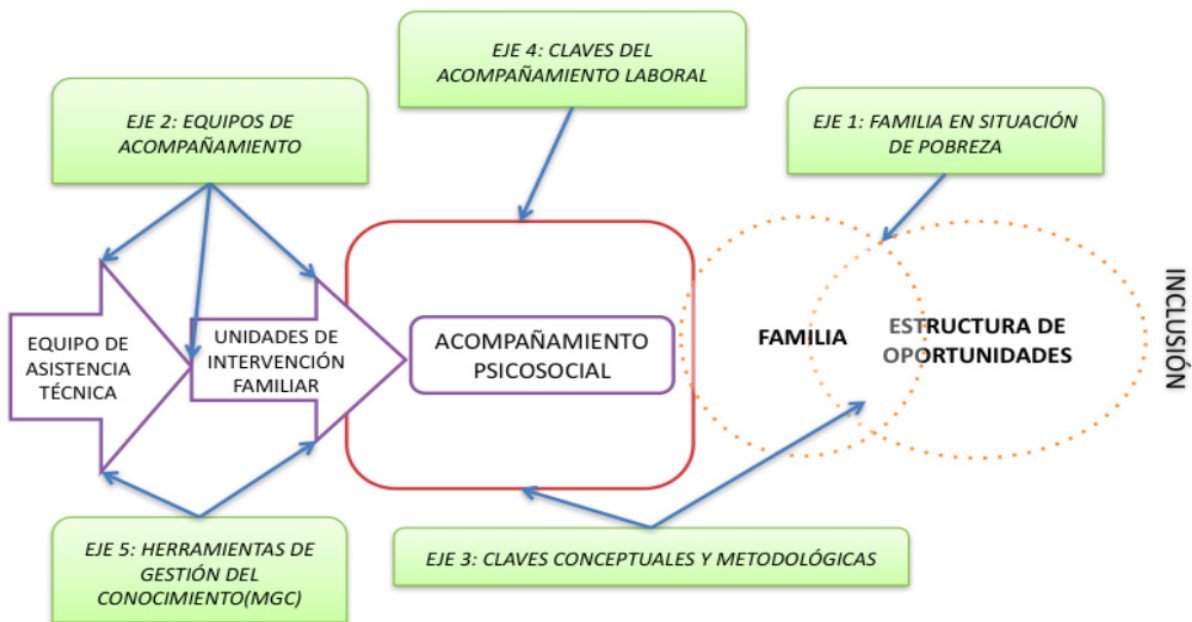 EJE 4: CLAVES DEL
ACOMPAÑAMIENTO LABORAL
EJE 2: EQUIPOS DE
ACOMPAÑAMIENTO
EJE 1: FAMILIA EN SITUACIÓN
DE POBREZA
EQUIPO DE
ASISTENCIA
TÉCNICA
UNIDADES DE
INTERVENCIÓN
FAMILIAR
ACOMPAÑAMIENTO
PSICOSOCIAL
FAMILIA
ESTRUCTURA DE
OPORTUNIDADES
INCLUSIÓN
EJE 5: HERRAMIENTAS DE
GESTIÓN DEL
CONOCIMIENTO(MGC)
EJE 3: CLAVES CONCEPTUALES Y METODOLÓGICAS